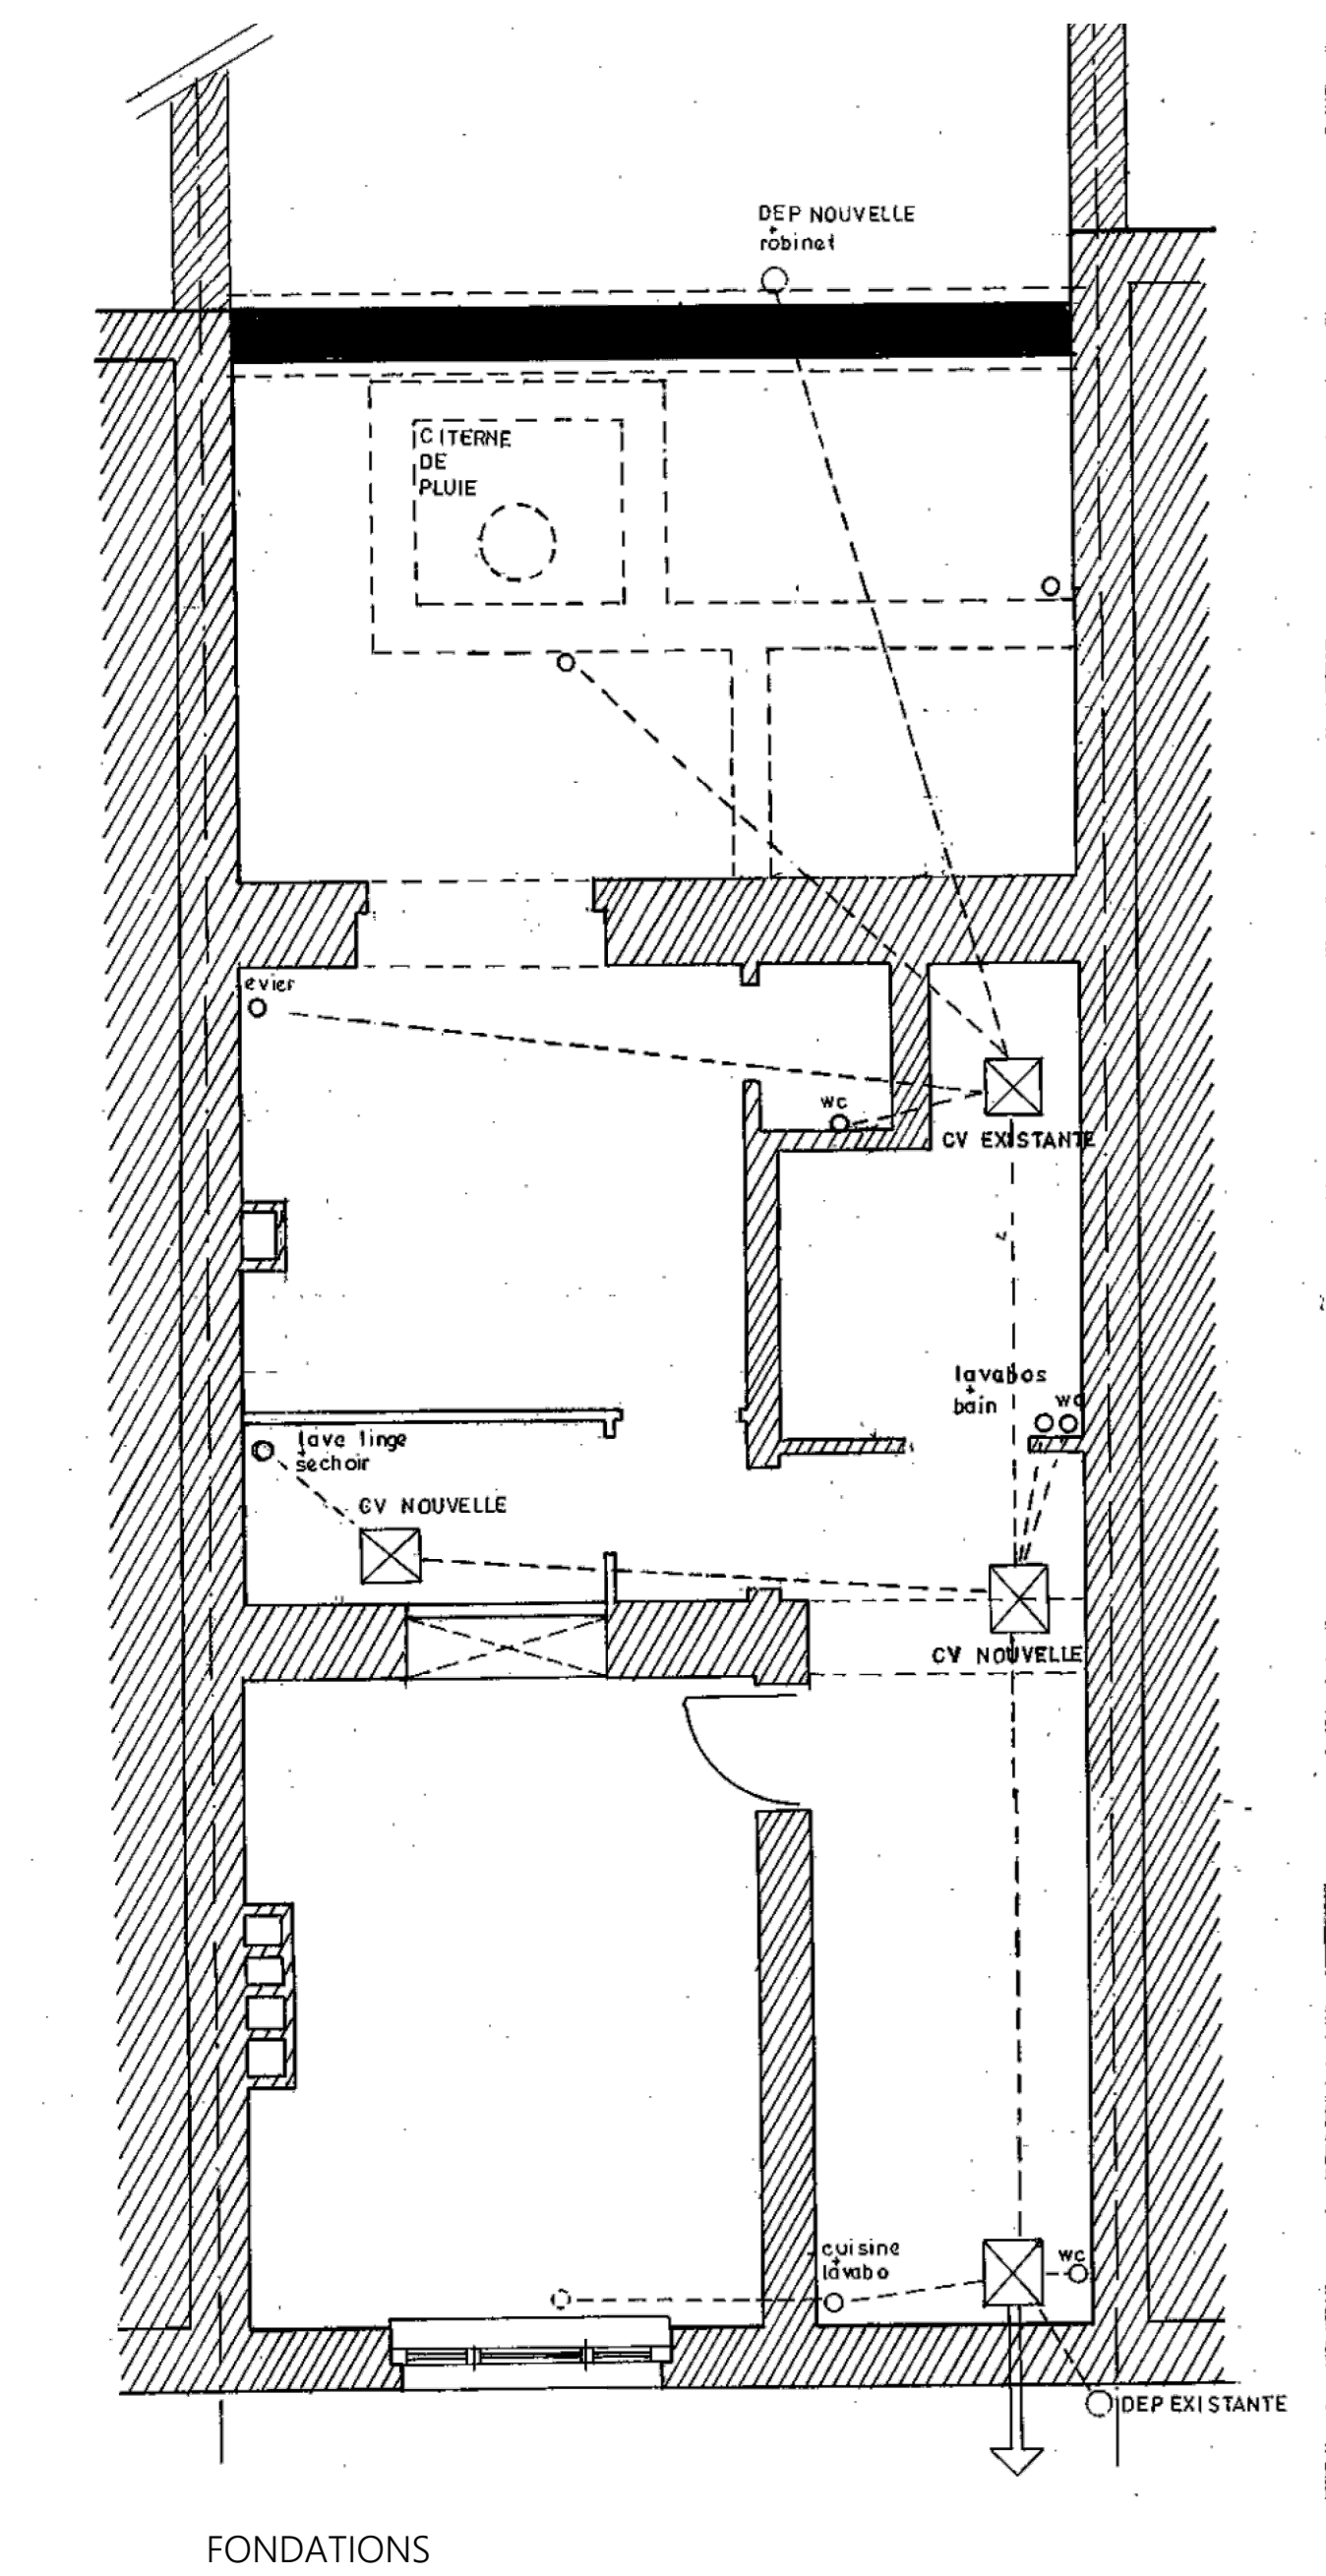 DEP NOUVELLE
+
robinet
CITERNE
DE
PLUIE
évier
wc
CV EXISTANTE
lavabos
+
bain
wc
lave linge
+
sechoir
CV NOUVELLE
CV NOUVELLE
cuisine
+
lavabo
wc
DEP EXISTANTE
FONDATIONS